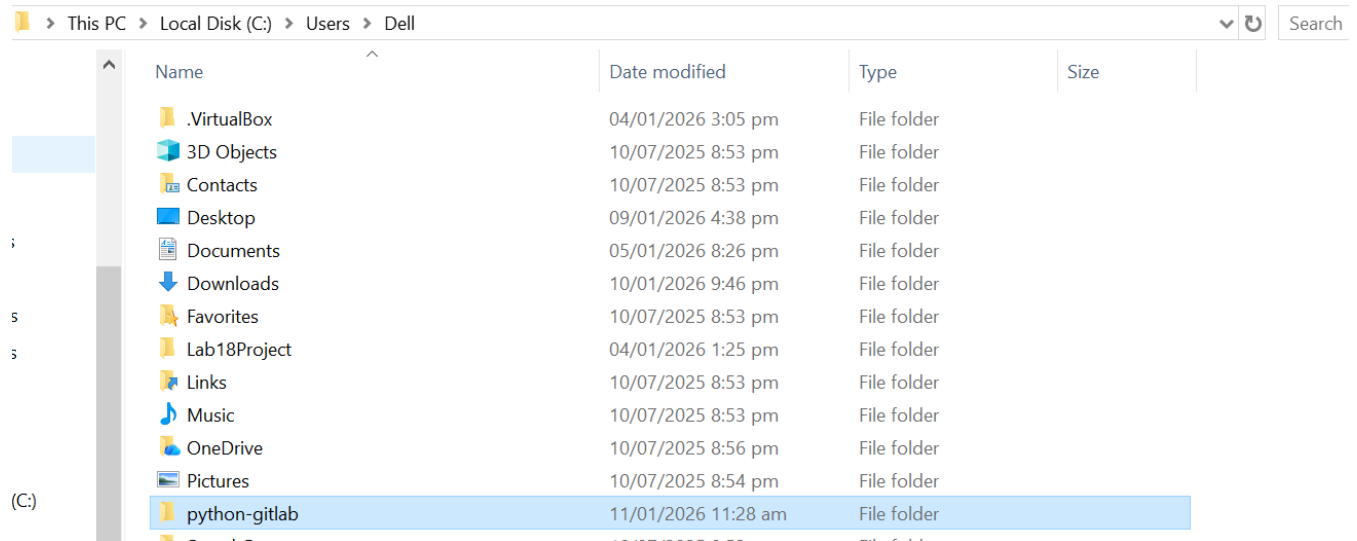 This PC > Local Disk (C:) > Users > Dell Search
Name Date modified Type Size
.VirtualBox 04/01/2026 3:05 pm File folder
3D Objects 10/07/2025 8:53 pm File folder
Contacts 10/07/2025 8:53 pm File folder
Desktop 09/01/2026 4:38 pm File folder
s
Documents 05/01/2026 8:26 pm File folder
Downloads 10/01/2026 9:46 pm File folder
s Favorites 10/07/2025 8:53 pm File folder
s Lab18Project 04/01/2026 1:25 pm File folder
Links 10/07/2025 8:53 pm File folder
Music 10/07/2025 8:53 pm File folder
OneDrive 10/07/2025 8:56 pm File folder
Pictures 10/07/2025 8:54 pm File folder
(C:)
python-gitlab 11/01/2026 11:28 am File folder